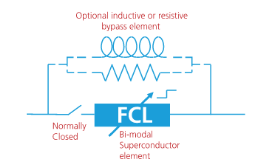 Optional inductive or resistive
bypass element
FCL
Normally
Closed
Bi-modal
Superconductor
element